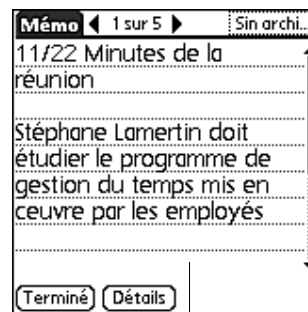 Mémo 1 sur 5 Sin archi...
11/22 Minutes de la
réunion
Stéphane Lamertin doit
étudier le programme de
gestion du temps mis en
ceuvre par les employés
Terminé Détails